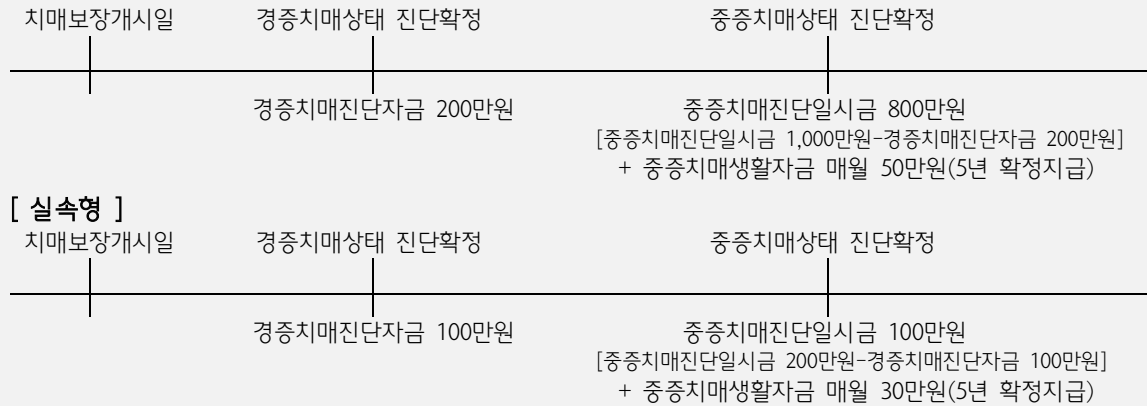 치매보장개시일 경증치매상태 진단확정 중증치매상태 진단확정
경증치매진단자금 200만원 중증치매진단일시금 800만원
[중증치매진단일시금 1,000만원-경증치매진단자금 200만원]
+ 중증치매생활자금 매월 50만원(5년 확정지급)
[ 실속형 ]
치매보장개시일 경증치매상태 진단확정 중증치매상태 진단확정
경증치매진단자금 100만원 중증치매진단일시금 100만원
[중증치매진단일시금 200만원-경증치매진단자금 100만원]
+ 중증치매생활자금 매월 30만원(5년 확정지급)